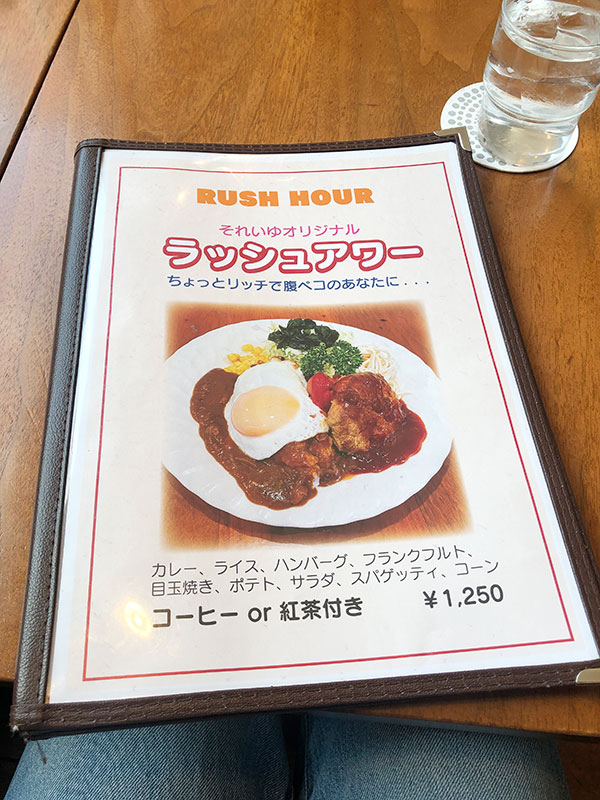 RUSH HOUR
それいゆオリジナル
ラッシュアワー
ちょっとリッチで腹ペコのあなたに...
カレー、ライス、ハンバーグ、フランクフルト、
目玉焼き、ポテト、サラダ、スパゲッティ、コーン
コーヒー or 紅茶付き ￥1,250